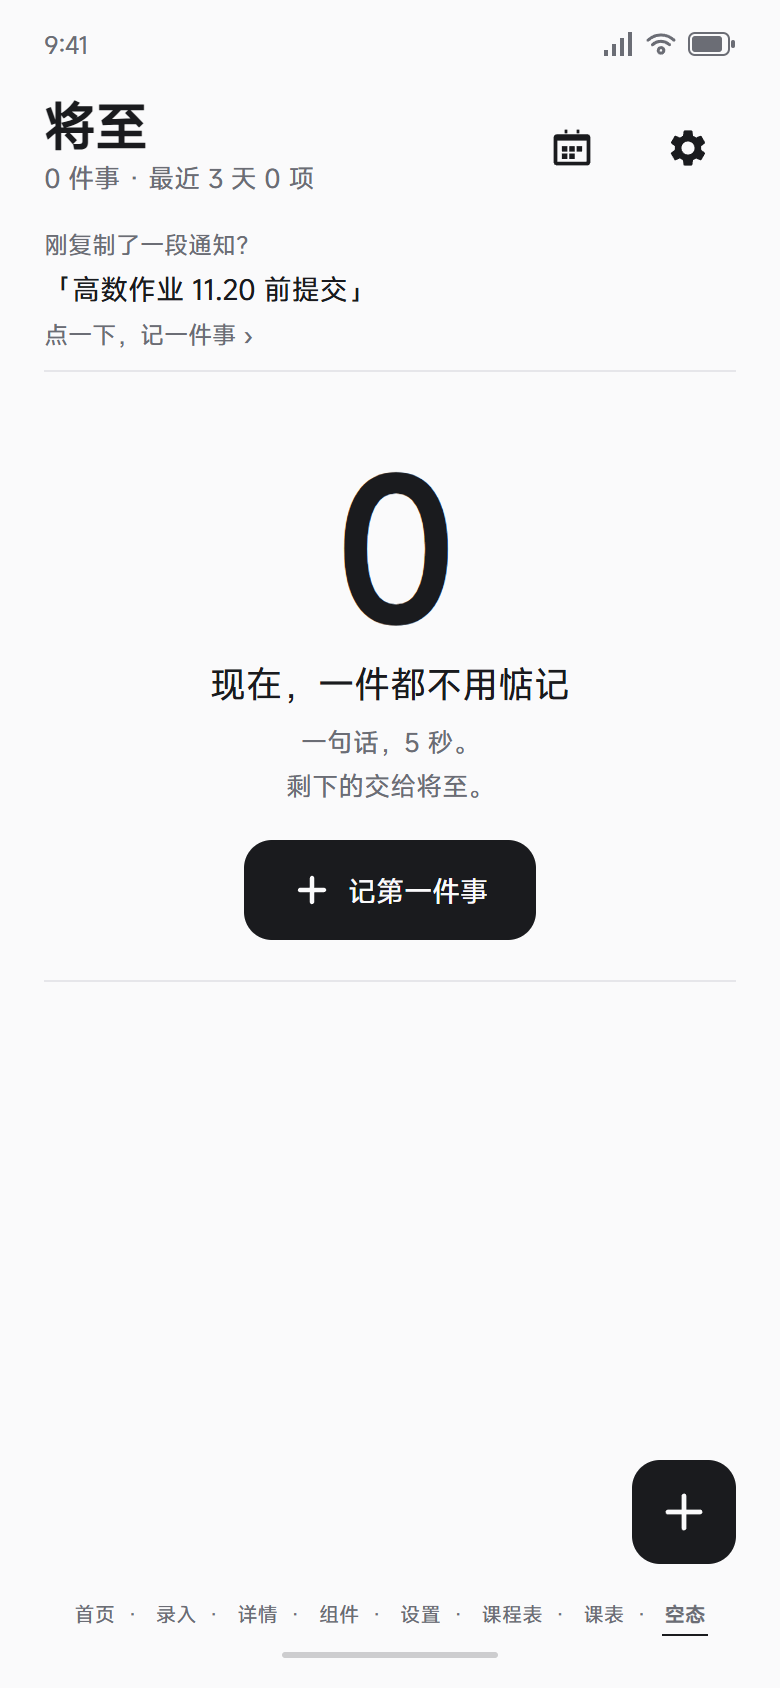 9:41
将至
0 件事 · 最近 3 天 0 项
刚复制了一段通知?
「高数作业 11.20 前提交」
点一下，记一件事 ›
0
现在，一件都不用惦记
一句话，5 秒。
剩下的交给将至。
记第一件事
首页 · 录入 · 详情 · 组件 · 设置 · 课程表 · 课表 · 空态